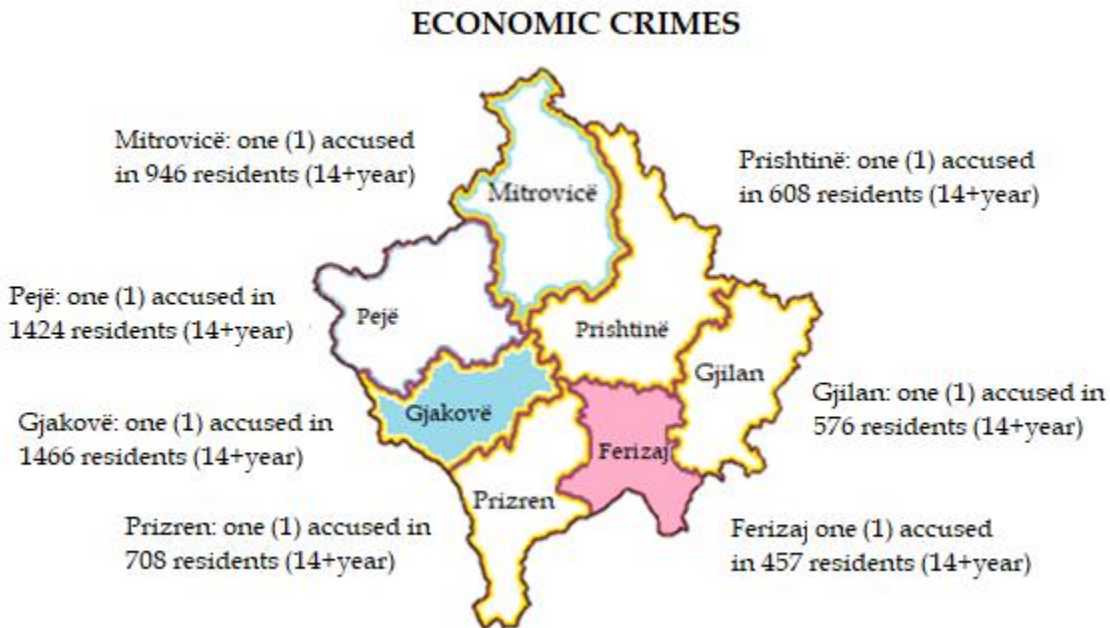 ECONOMIC CRIMES
Mitrovicë: one (1) accused
in 946 residents (14+year)
Prishtinë: one (1) accused
in 608 residents (14+year)
Mitrovicë
Pejë: one (1) accused in
1424 residents (14+year)
Pejë
Prishtinë
Gjilan
Gjilan: one (1) accused in
576 residents (14+year)
Gjakovë: one (1) accused in
1466 residents (14+year)
Gjakovë
Ferizaj
Prizren
Prizren: one (1) accused in
708 residents (14+year)
Ferizaj one (1) accused
in 457 residents (14+year)